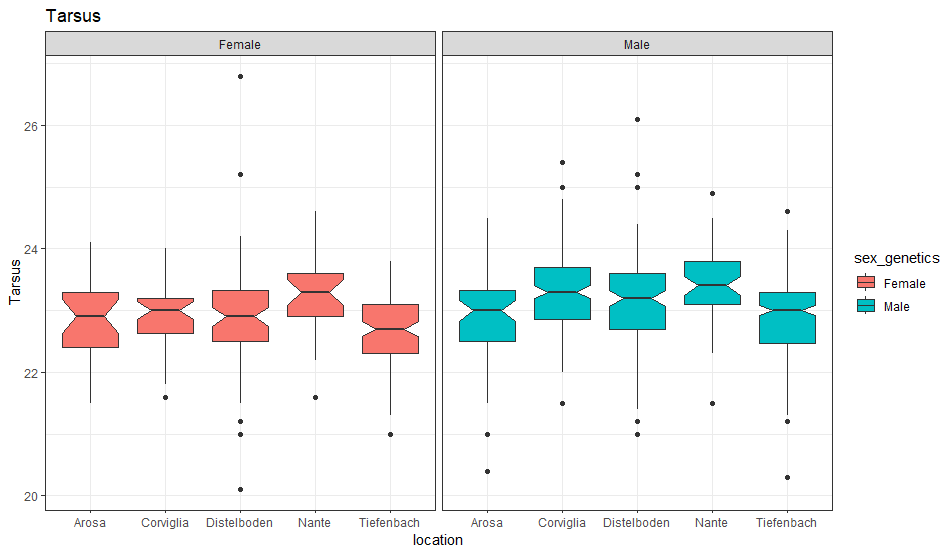 Tarsus
Female Male
Tarsus
26
24
22
20
Arosa Corviglia Distelboden Nante Tiefenbach Arosa Corviglia Distelboden Nante Tiefenbach
location
sex_genetics
Female
Male